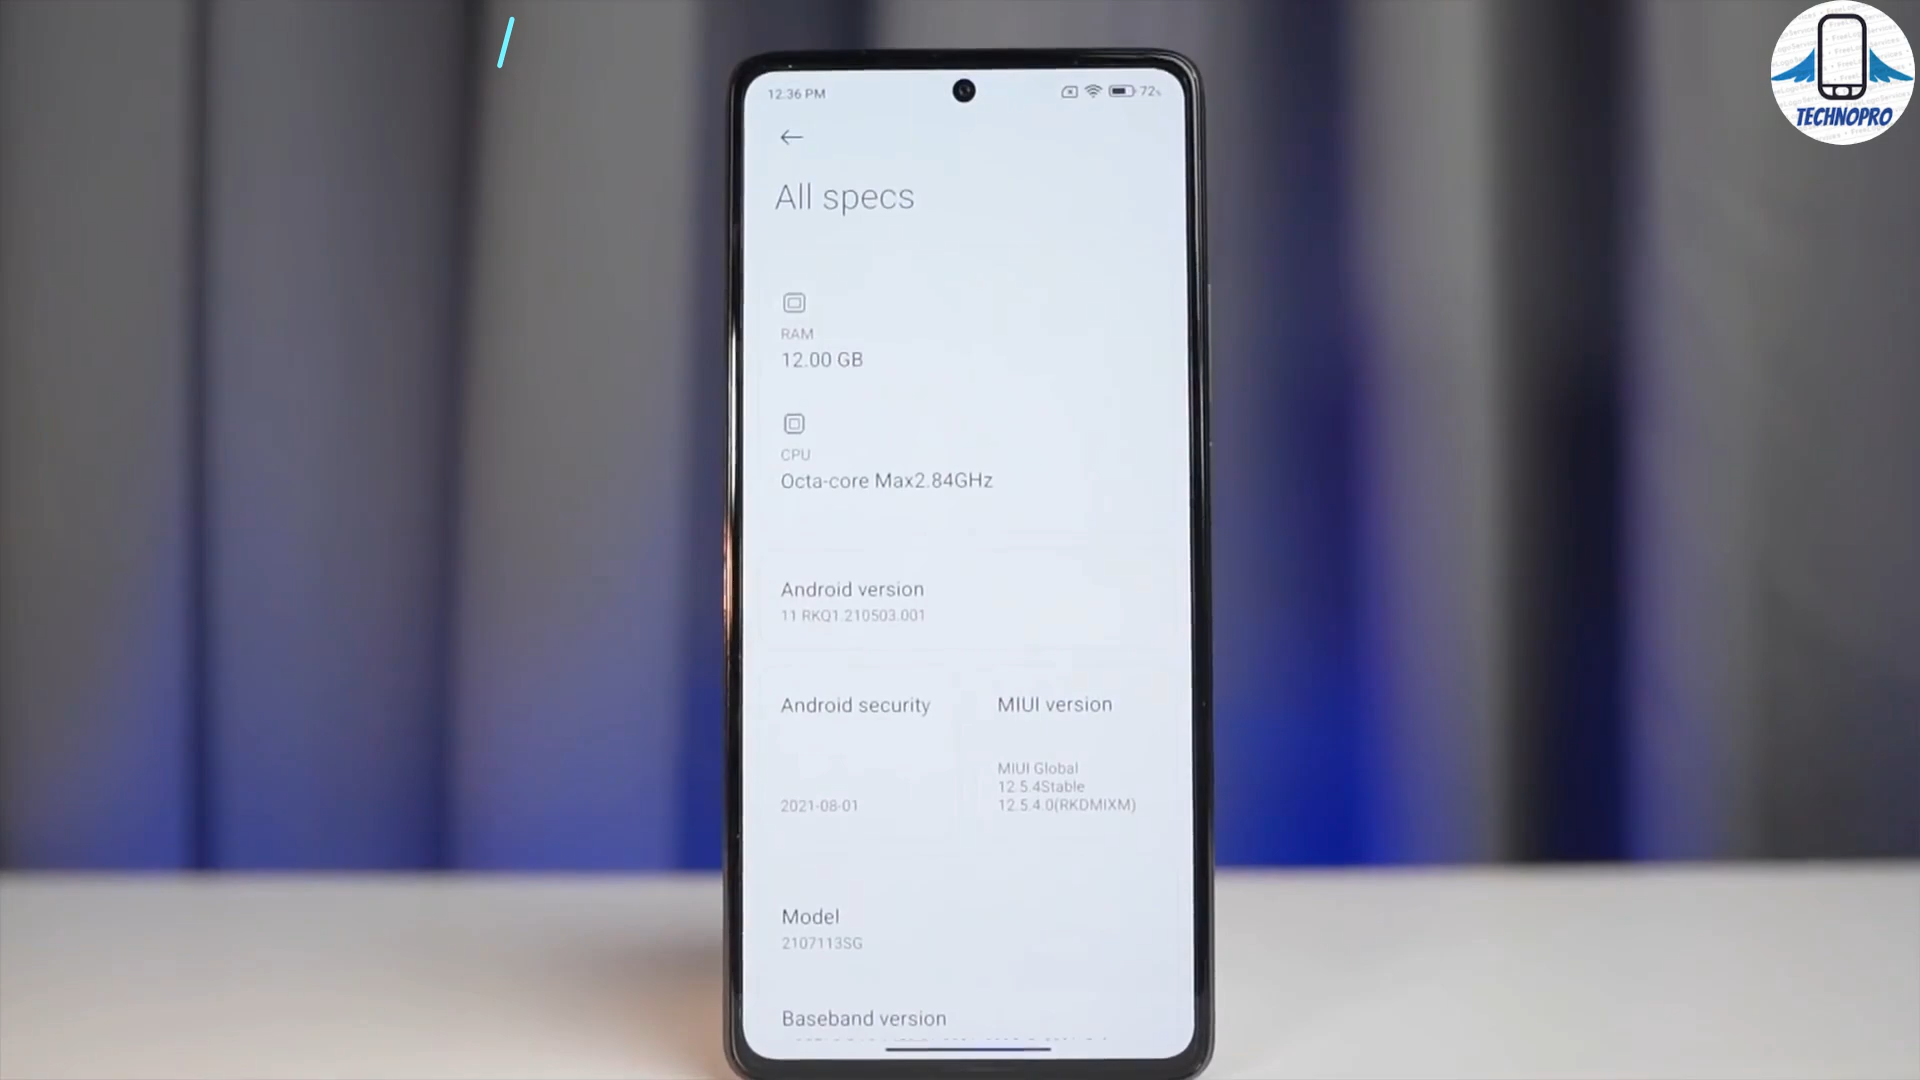 TECHNOPRO
12:36 PM
72%
All specs
RAM
12.00 GB
CPU
Octa-core Max2.84GHz
Android version
11 RKQ1.210503.001
Android security
2021-08-01
MIUI version
MIUI Global
12.5.4Stable
12.5.4.0(RKDMIXM)
Model
2107113SG
Baseband version